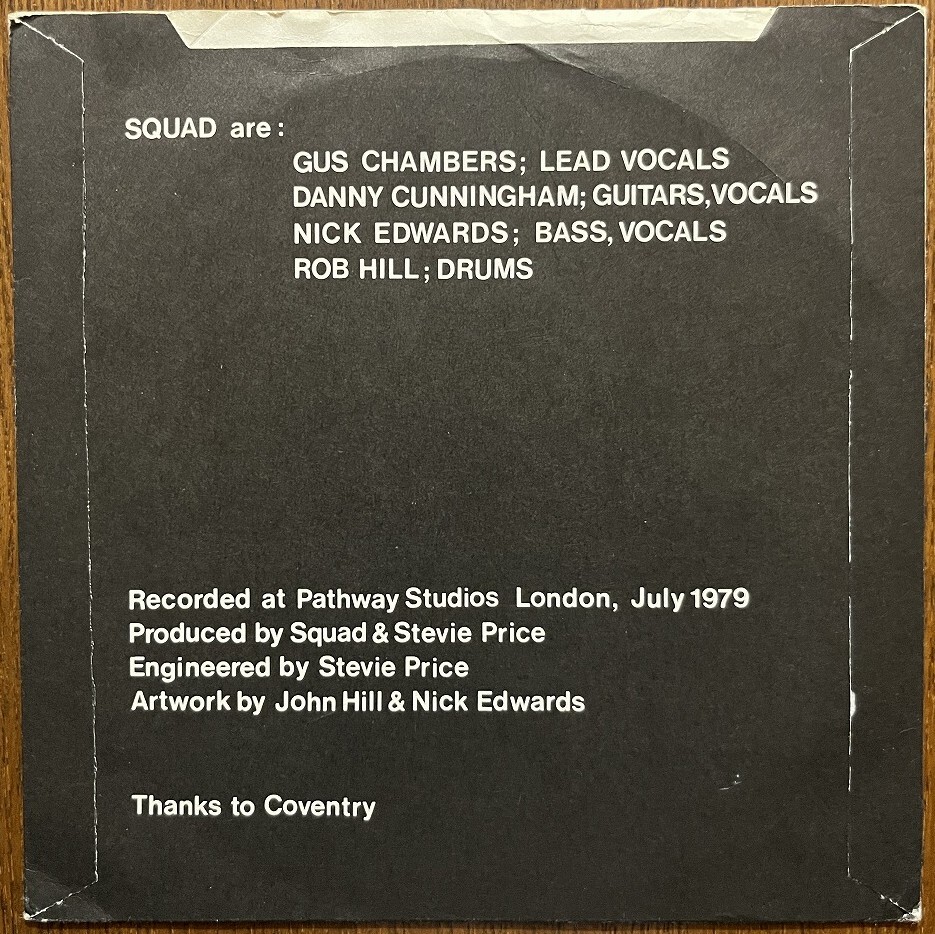 SQUAD are :
GUS CHAMBERS; LEAD VOCALS
DANNY CUNNINGHAM; GUITARS,VOCALS
NICK EDWARDS; BASS, VOCALS
ROB HILL; DRUMS
Recorded at Pathway Studios London, July 1979
Produced by Squad & Stevie Price
Engineered by Stevie Price
Artwork by John Hill & Nick Edwards
Thanks to Coventry